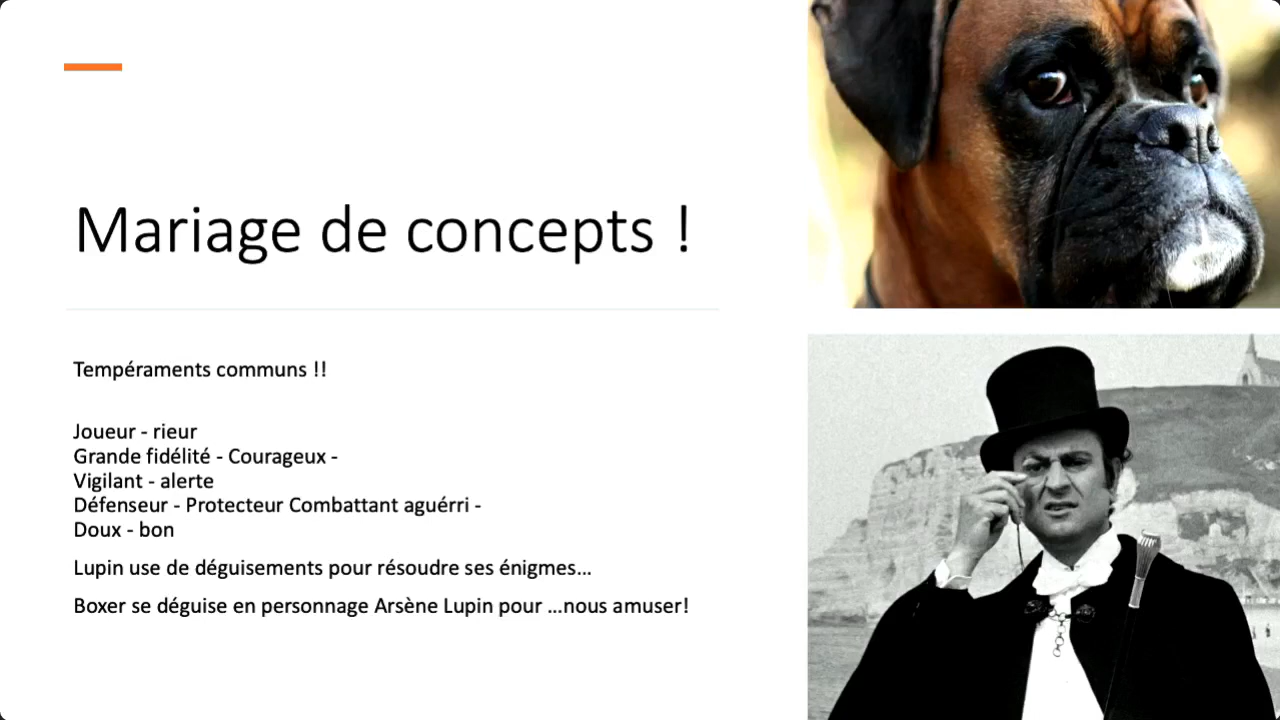 Mariage de concepts !
Tempéraments communs !!
Joueur - rieur
Grande fidélité - Courageux -
Vigilant - alerte
Défenseur - Protecteur Combattant aguérri -
Doux - bon
Lupin use de déguisements pour résoudre ses énigmes...
Boxer se déguise en personnage Arsène Lupin pour ...nous amuser!